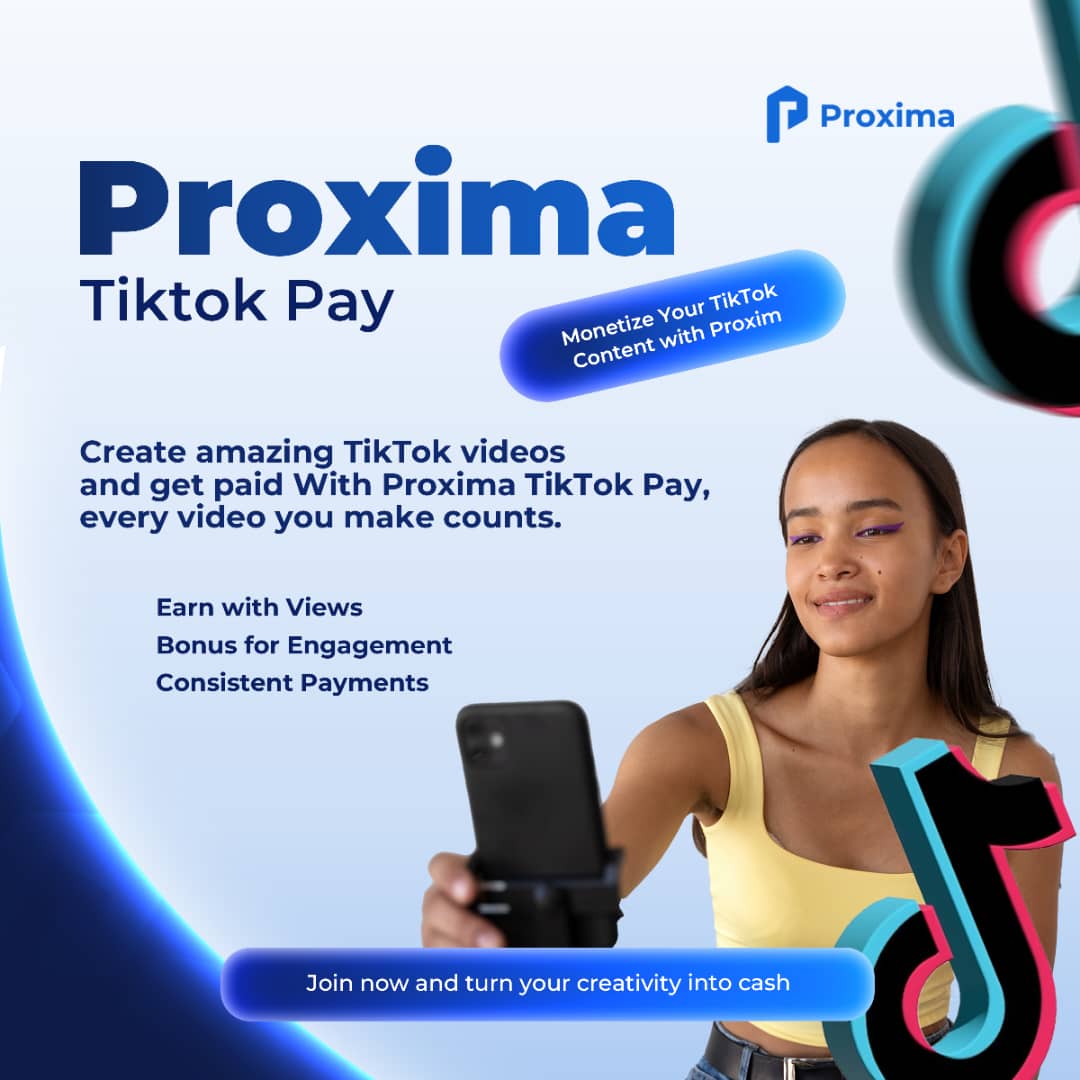 Proxima
Proxima
Tiktok Pay
Monetize Your TikTok
Content with Proxim
Create amazing TikTok videos
and get paid With Proxima TikTok Pay,
every video you make counts.
Earn with Views
Bonus for Engagement
Consistent Payments
Join now and turn your creativity into cash